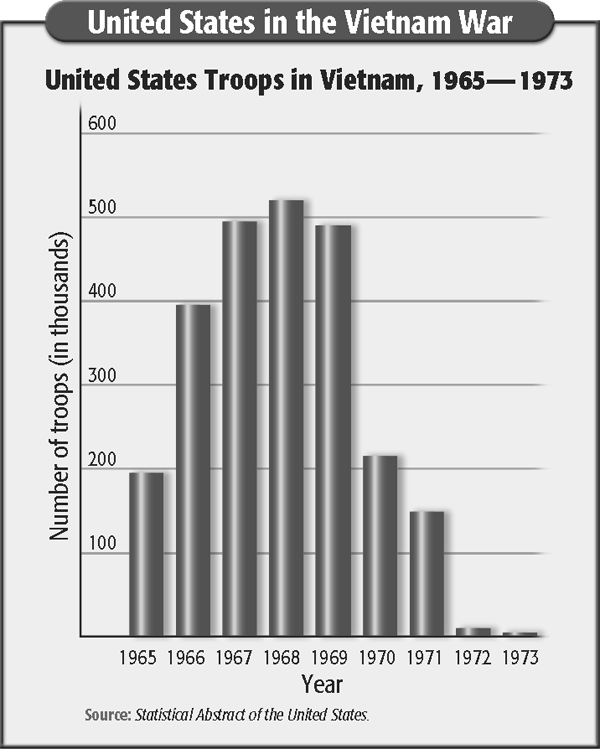 United States in the Vietnam War
United States Troops in Vietnam, 1965—1973
600
500
400
300
200
100
Number of troops (in thousands)
1965 1966 1967 1968 1969 1970 1971 1972 1973
Year
Source: Statistical Abstract of the United States.